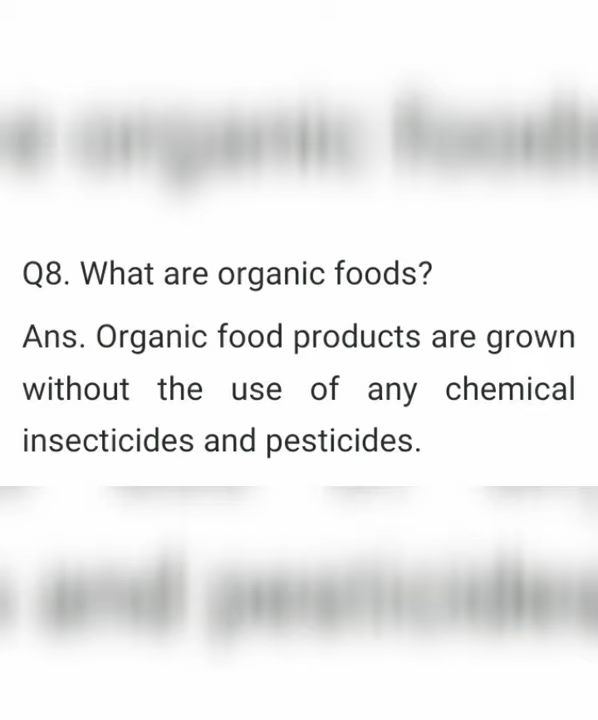 Q8. What are organic foods?
Ans. Organic food products are grown
without the use of any chemical
insecticides and pesticides.